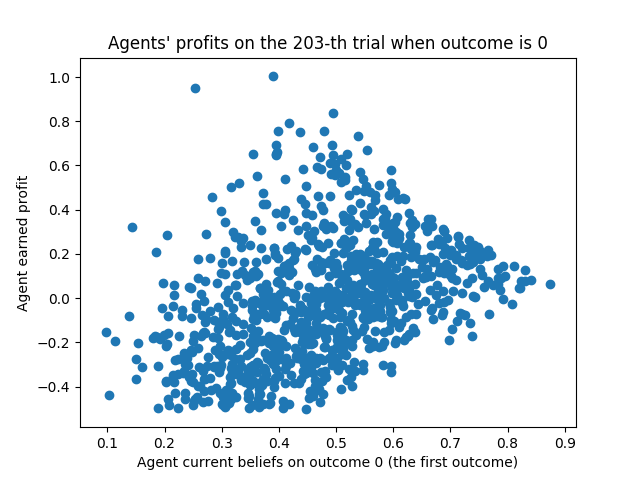 Agents' profits on the 203-th trial when outcome is 0
1.0
0.8
0.6
0.4
0.2
0.0
−0.2
−0.4
Agent earned profit
0.1 0.2 0.3 0.4 0.5 0.6 0.7 0.8 0.9
Agent current beliefs on outcome 0 (the first outcome)